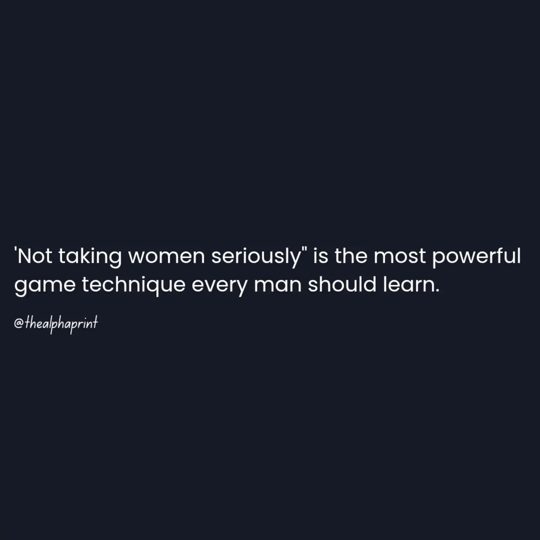 'Not taking women seriously" is the most powerful
game technique every man should learn.
@thealphaprint